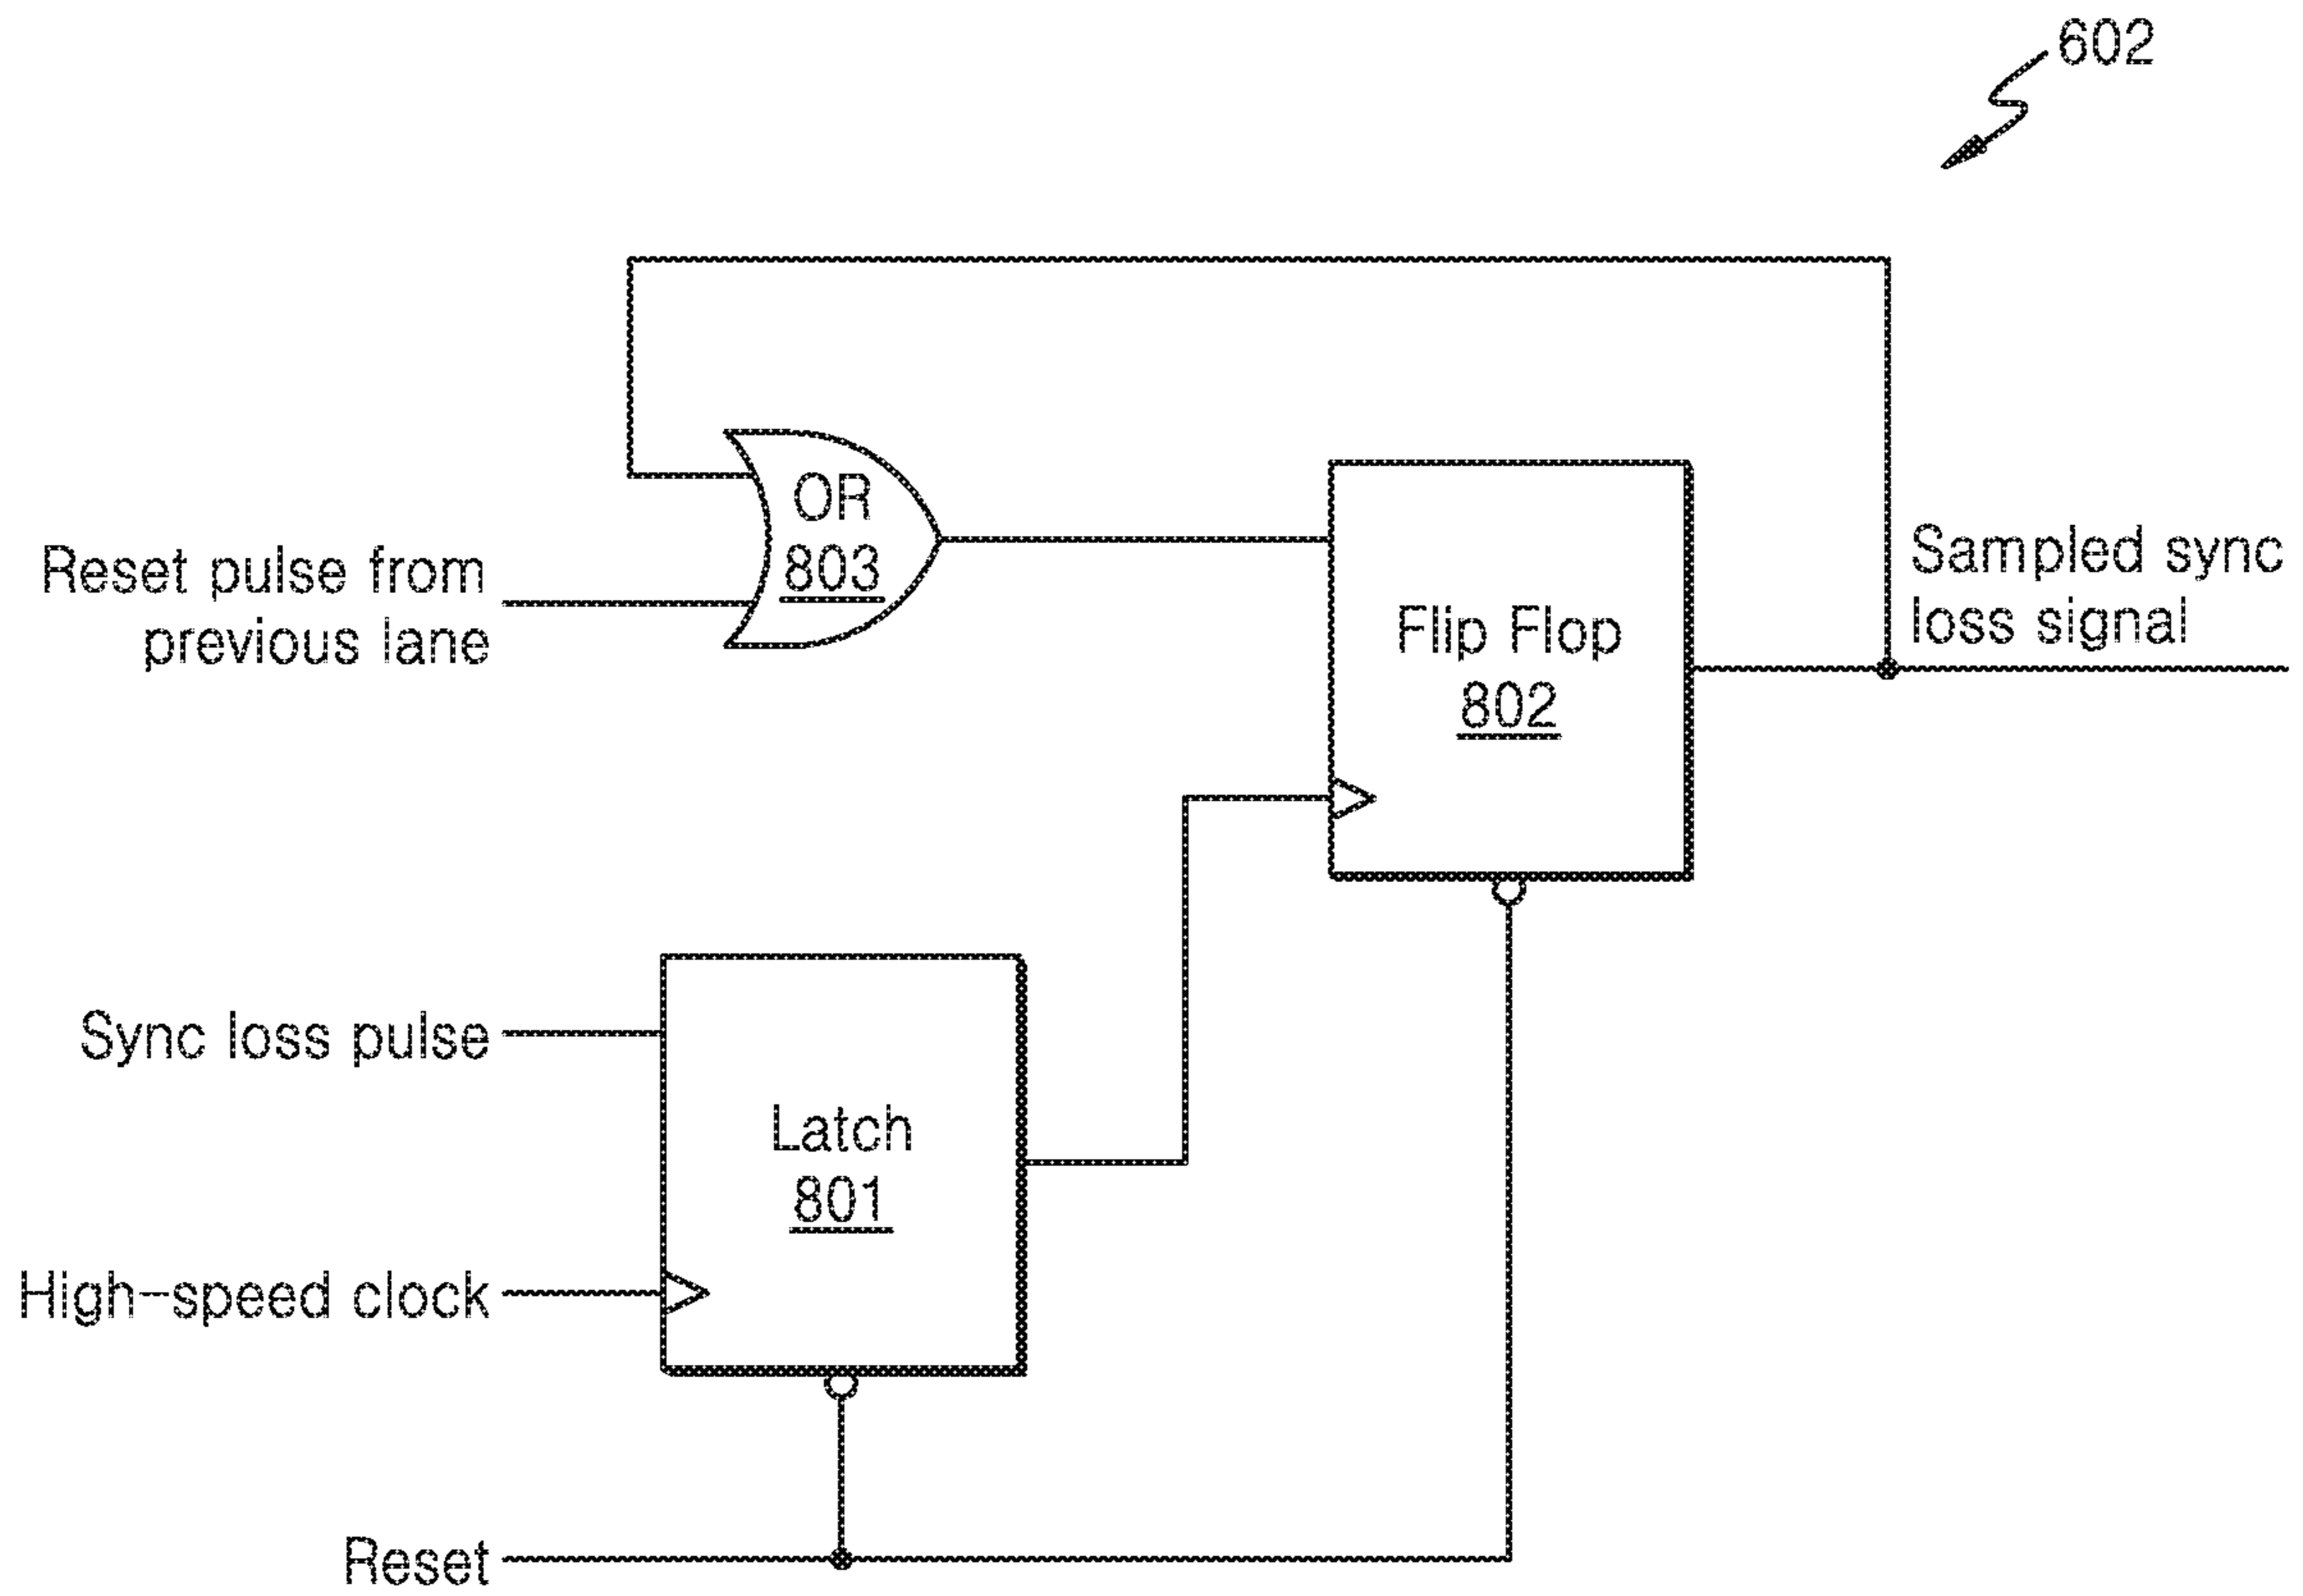 602
OR
803
Reset pulse from
previous lane
Flip Flop
802
Sampled sync
loss signal
Sync loss pulse
Latch
801
High-speed clock
Reset